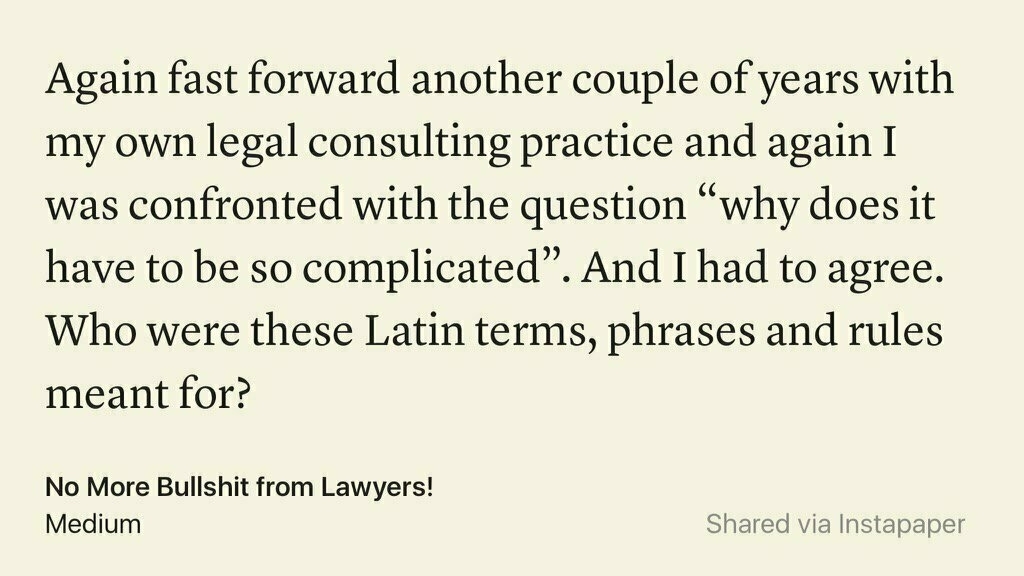 Again fast forward another couple of years with
my own legal consulting practice and again I
was confronted with the question “why does it
have to be so complicated”. And I had to agree.
Who were these Latin terms, phrases and rules
meant for?
No More Bullshit from Lawyers!
Medium
Shared via Instapaper